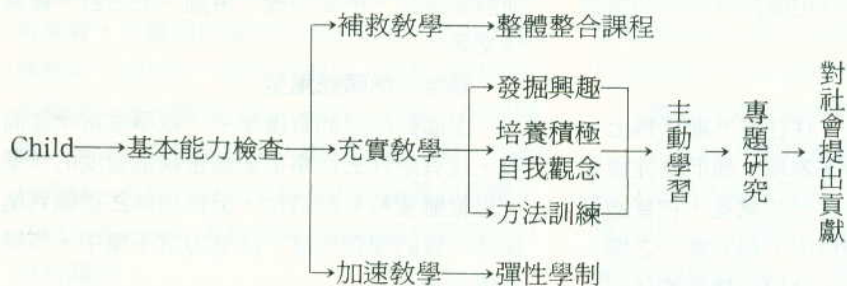 補救教學
整體整合課程
Child
基本能力檢查
充實教學
發掘興趣
培養積極
自我觀念
方法訓練
主動學習
專題研究
對社會提出貢獻
加速教學
彈性學制